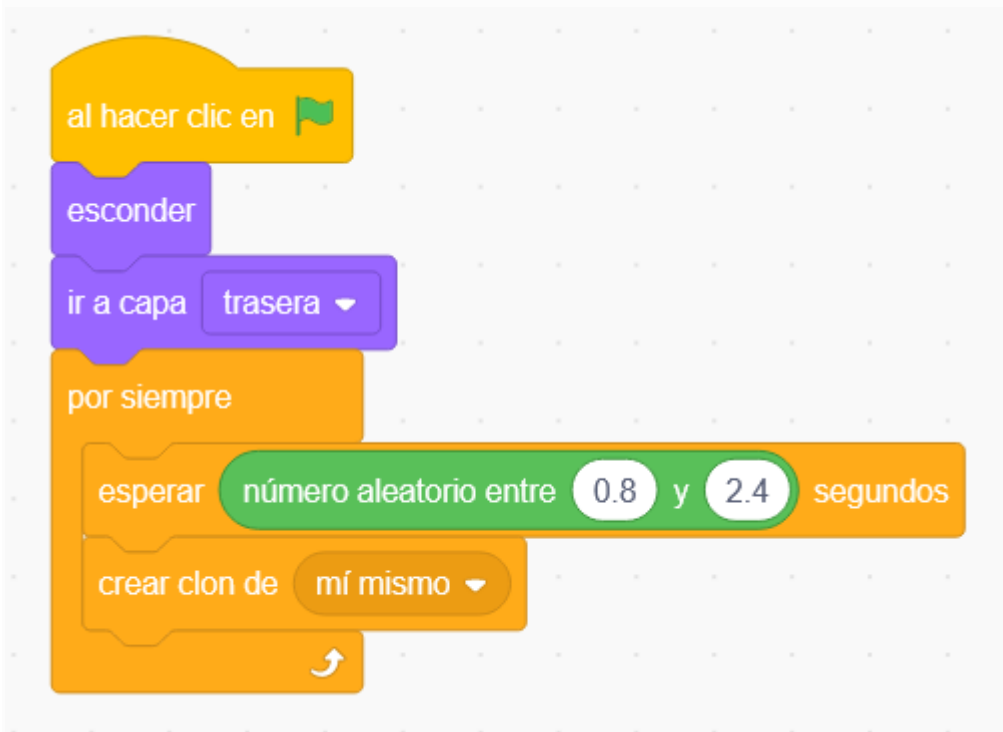 al hacer clic en
esconder
ir a capa trasera
por siempre
esperar número aleatorio entre 0.8 y 2.4 segundos
crear clon de mí mismo